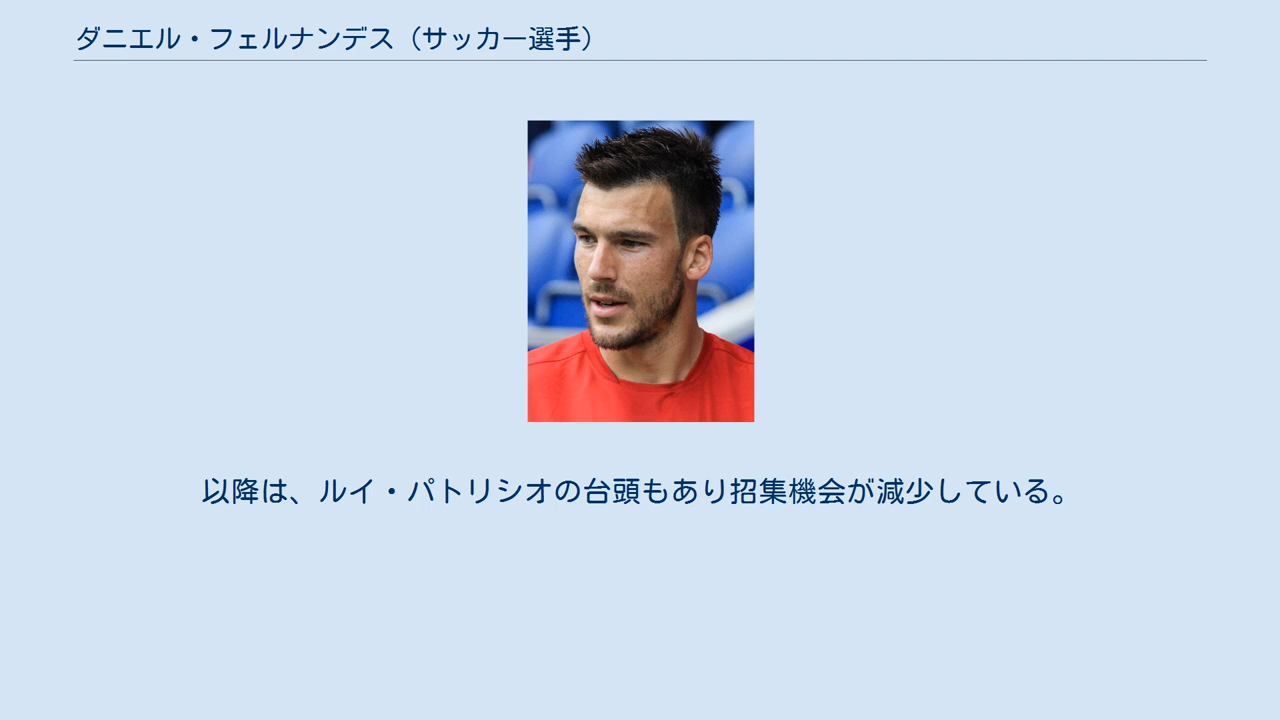 ダニエル・フェルナンデス（サッカー選手）
以降は、ルイ・パトリシオの台頭もあり招集機会が減少している。